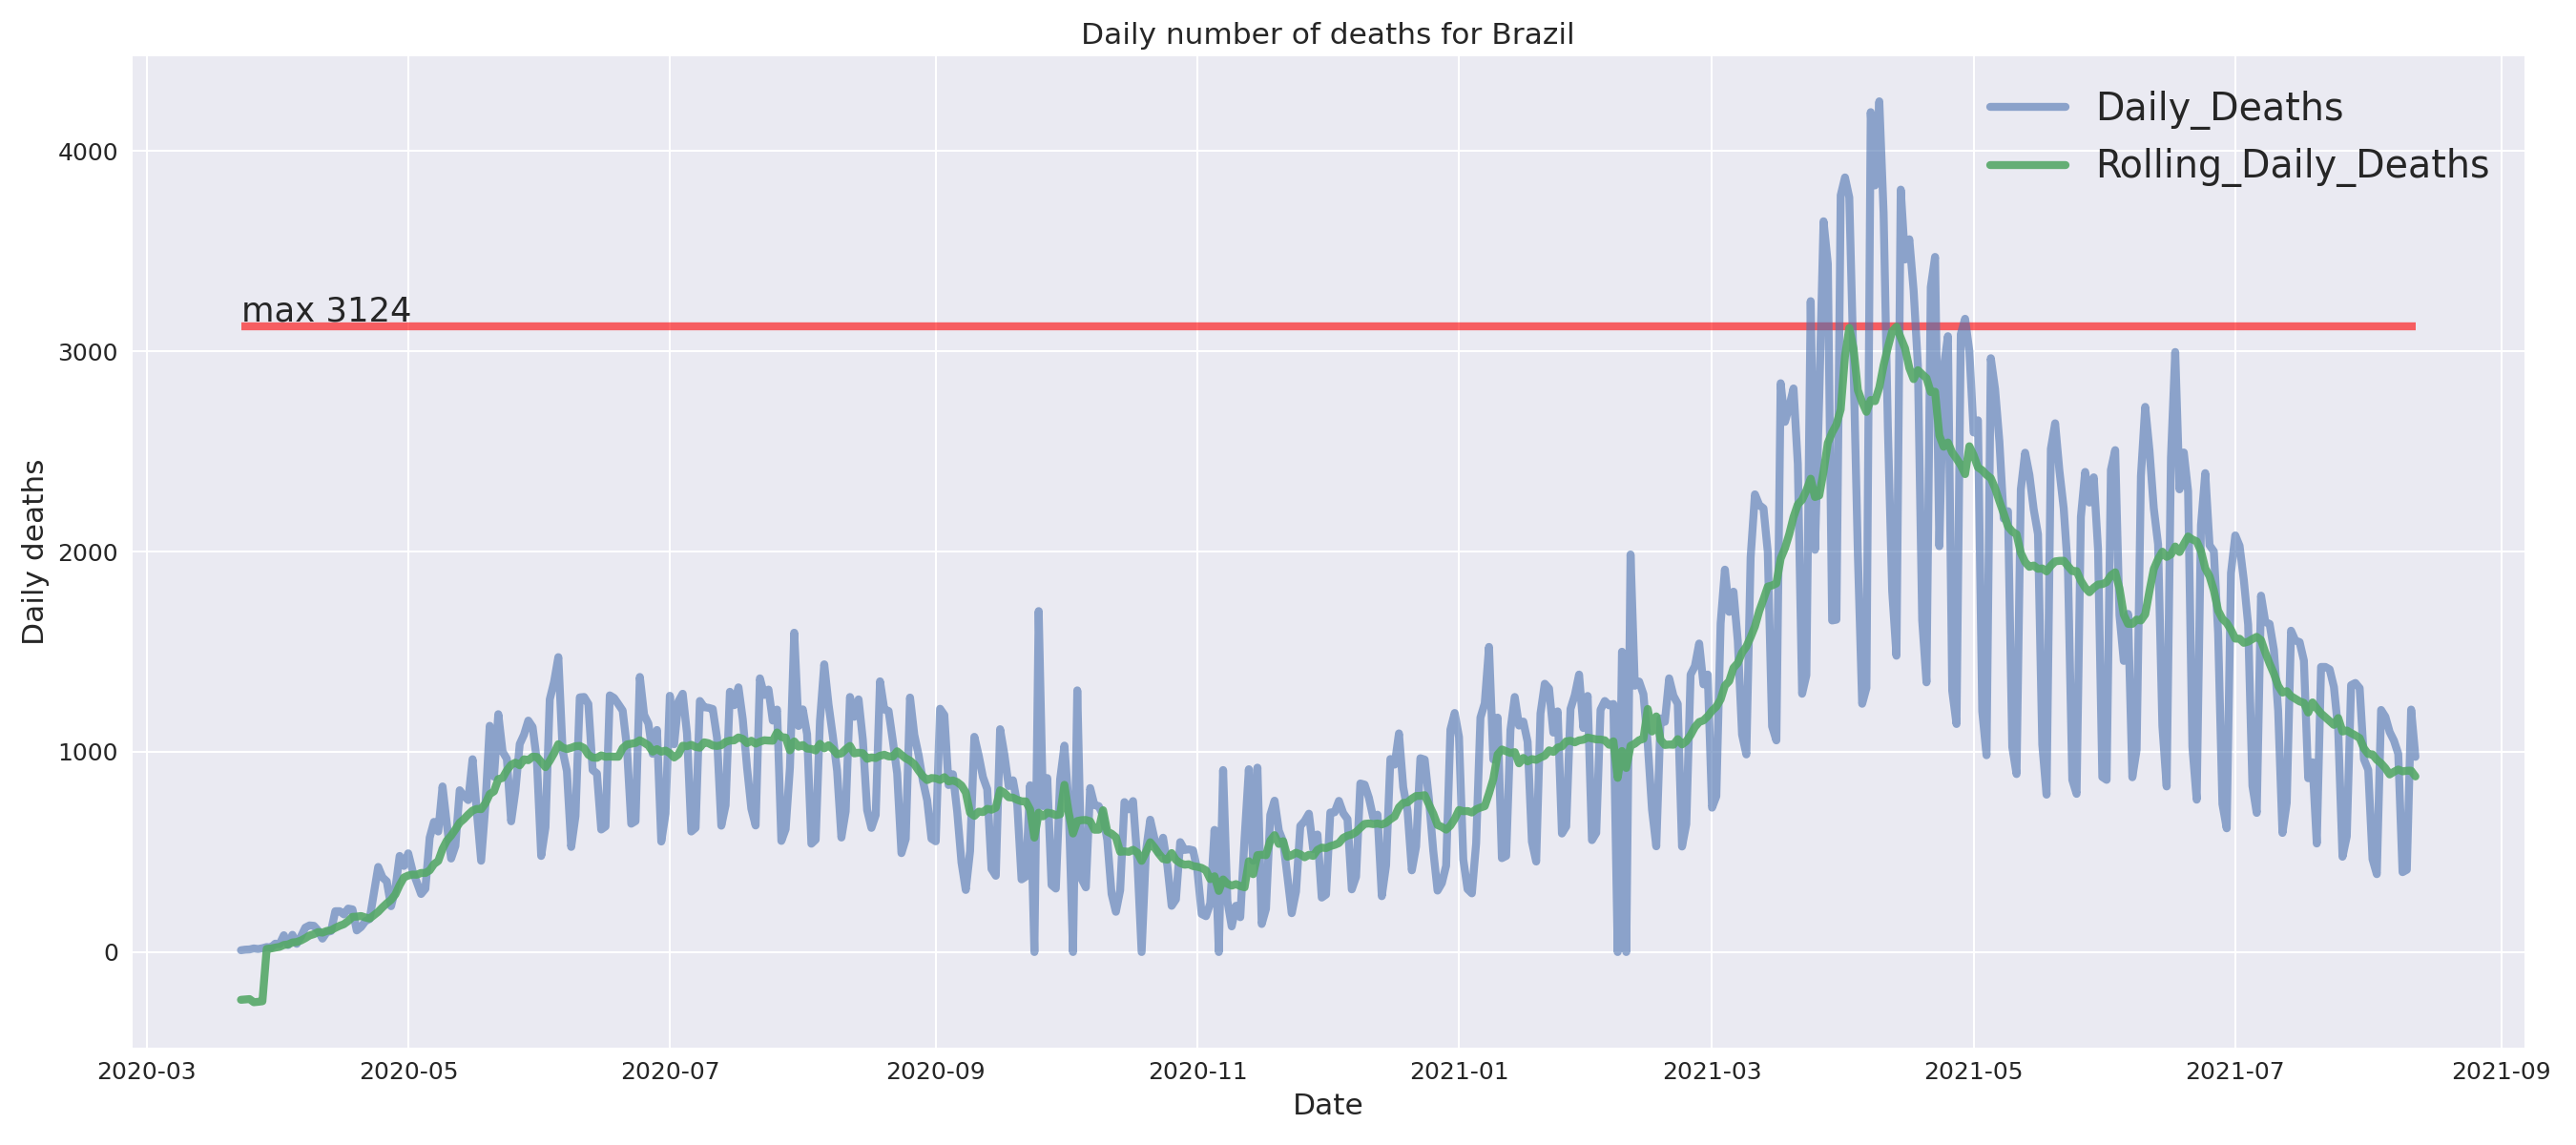 Daily number of deaths for Brazil
Daily_Deaths
Rolling_Daily_Deaths
max 3124
Daily deaths
4000
3000
2000
1000
0
2020-03 2020-05 2020-07 2020-09 2020-11 2021-01 2021-03 2021-05 2021-07 2021-09
Date